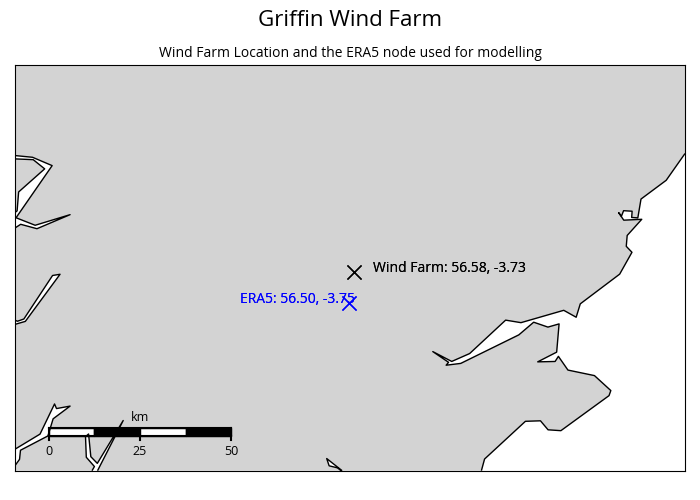 Griffin Wind Farm
Wind Farm Location and the ERA5 node used for modelling
Wind Farm: 56.58, -3.73
ERA5: 56.50, -3.75
km
0 25 50